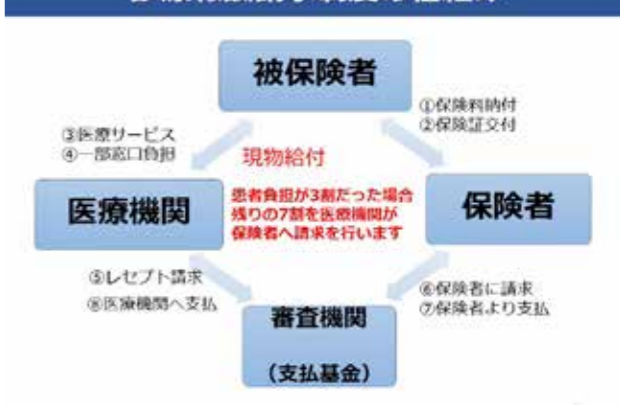 被保険者
①保険料納付
②保険証交付
③医療サービス
④一部窓口負担
現物給付
患者負担が3割だった場合
残りの7割を医療機関が
保険者へ請求を行います
医療機関
保険者
⑤レセプト請求
⑧医療機関へ支払
⑥保険者に請求
⑦保険者より支払
審査機関
(支払基金)